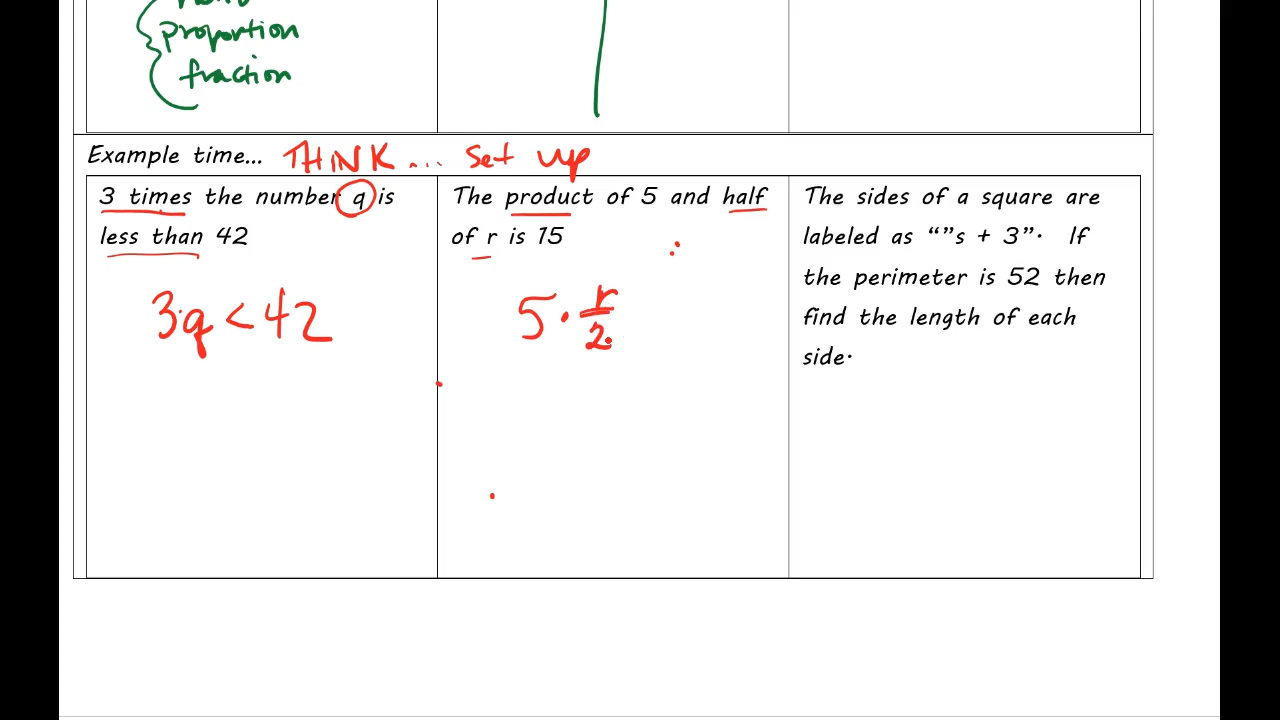 proportion
fraction
Example time... THINK... Set up
3 times the number q is
less than 42
3·q < 42
The product of 5 and half
of r is 15
5 · r/2
The sides of a square are
labeled as “”s + 3”. If
the perimeter is 52 then
find the length of each
side.